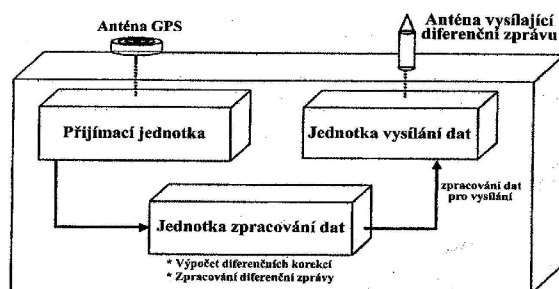 Anténa GPS
Anténa vysílající
diferenční zprávu
Přijímací jednotka
Jednotka vysílání dat
zpracování dat
pro vysílání
Jednotka zpracování dat
* Výpočet diferenčních korekcí
* Zpracování diferenční zprávy